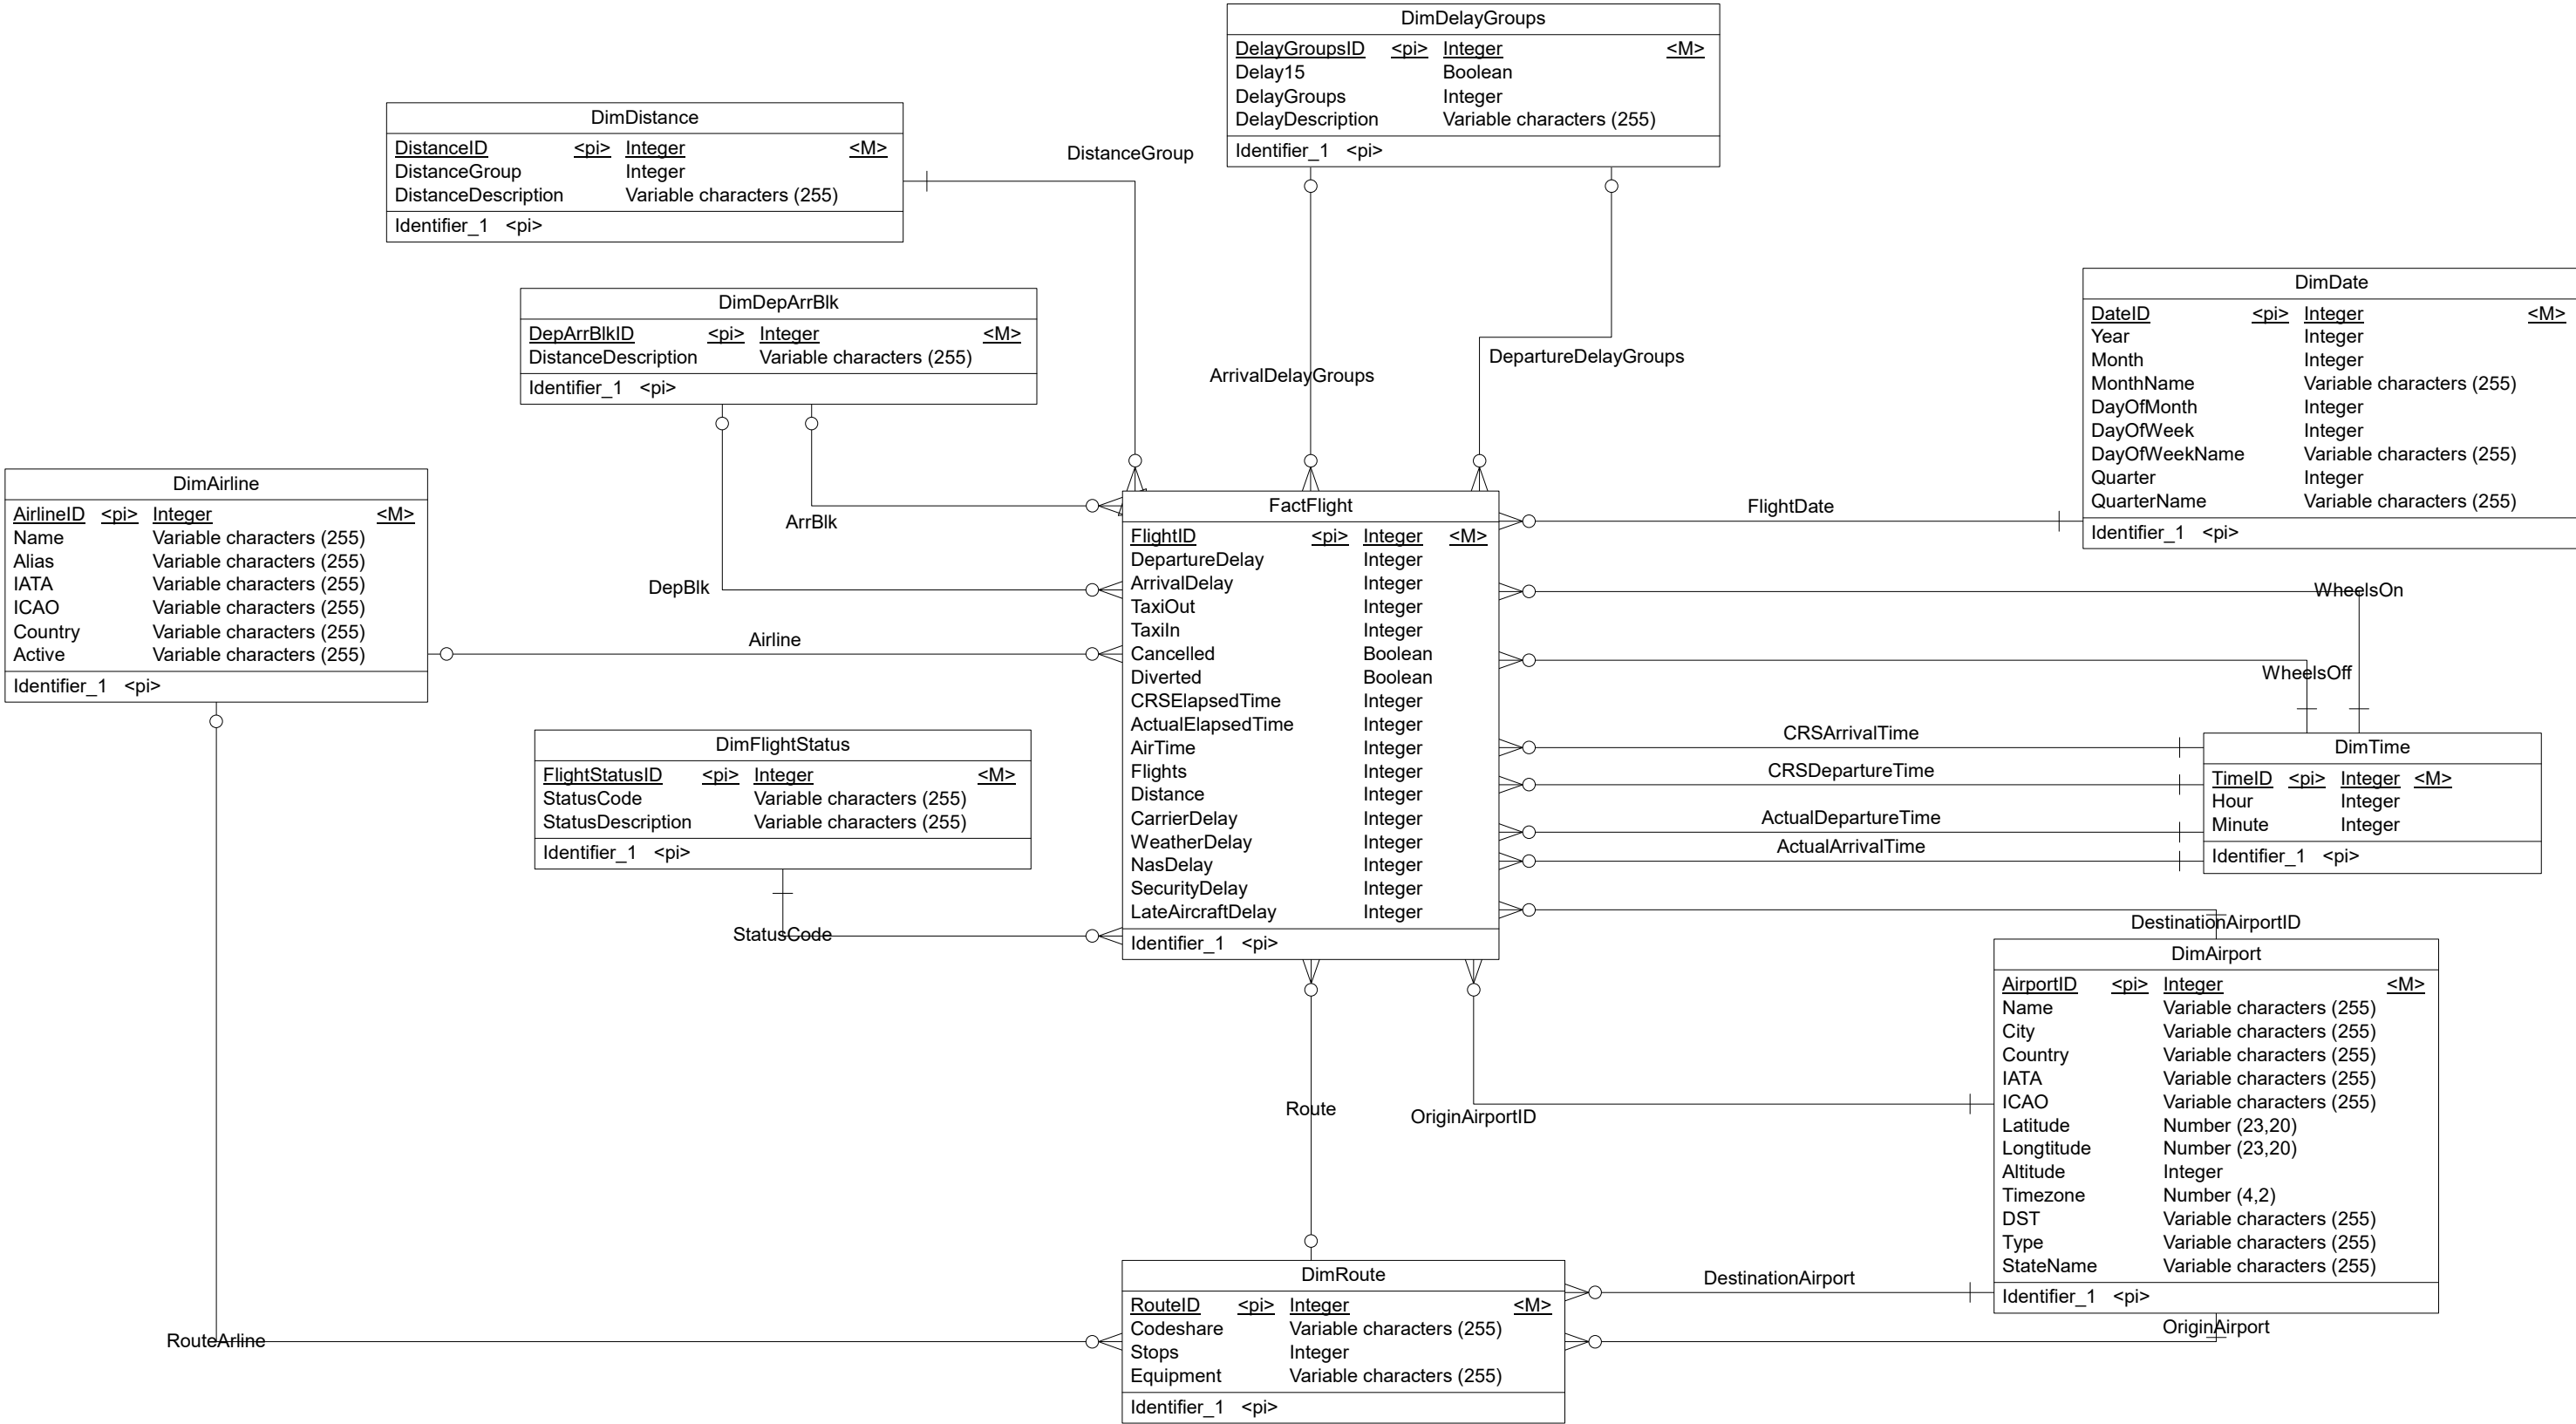 DimDelayGroups
DelayGroupsID <pi> Integer <M>
Delay15 Boolean
DelayGroups Integer
DelayDescription Variable characters (255)
Identifier_1 <pi>
DimDistance
DistanceID <pi> Integer <M>
DistanceGroup Integer
DistanceDescription Variable characters (255)
Identifier_1 <pi>
DistanceGroup
DimDepArrBlk
DepArrBlkID <pi> Integer <M>
DistanceDescription Variable characters (255)
Identifier_1 <pi>
ArrivalDelayGroups
DepartureDelayGroups
DimDate
DateID <pi> Integer <M>
Year Integer
Month Integer
MonthName Variable characters (255)
DayOfMonth Integer
DayOfWeek Integer
DayOfWeekName Variable characters (255)
Quarter Integer
QuarterName Variable characters (255)
Identifier_1 <pi>
DimAirline
AirlineID <pi> Integer <M>
Name Variable characters (255)
Alias Variable characters (255)
IATA Variable characters (255)
ICAO Variable characters (255)
Country Variable characters (255)
Active Variable characters (255)
Identifier_1 <pi>
ArrBlk
DepBlk
Airline
FactFlight
FlightID <pi> Integer <M>
DepartureDelay Integer
ArrivalDelay Integer
TaxiOut Integer
TaxiIn Integer
Cancelled Boolean
Diverted Boolean
CRSElapsedTime Integer
ActualElapsedTime Integer
AirTime Integer
Flights Integer
Distance Integer
CarrierDelay Integer
WeatherDelay Integer
NasDelay Integer
SecurityDelay Integer
LateAircraftDelay Integer
Identifier_1 <pi>
FlightDate
WheelsOn
WheelsOff
CRSArrivalTime
CRSDepartureTime
ActualDepartureTime
ActualArrivalTime
DimTime
TimeID <pi> Integer <M>
Hour Integer
Minute Integer
Identifier_1 <pi>
DimFlightStatus
FlightStatusID <pi> Integer <M>
StatusCode Variable characters (255)
StatusDescription Variable characters (255)
Identifier_1 <pi>
StatusCode
DestinationAirportID
DimAirport
AirportID <pi> Integer <M>
Name Variable characters (255)
City Variable characters (255)
Country Variable characters (255)
IATA Variable characters (255)
ICAO Variable characters (255)
Latitude Number (23,20)
Longtitude Number (23,20)
Altitude Integer
Timezone Number (4,2)
DST Variable characters (255)
Type Variable characters (255)
StateName Variable characters (255)
Identifier_1 <pi>
Route
OriginAirportID
DimRoute
RouteID <pi> Integer <M>
Codeshare Variable characters (255)
Stops Integer
Equipment Variable characters (255)
Identifier_1 <pi>
DestinationAirport
OriginAirport
RouteArline